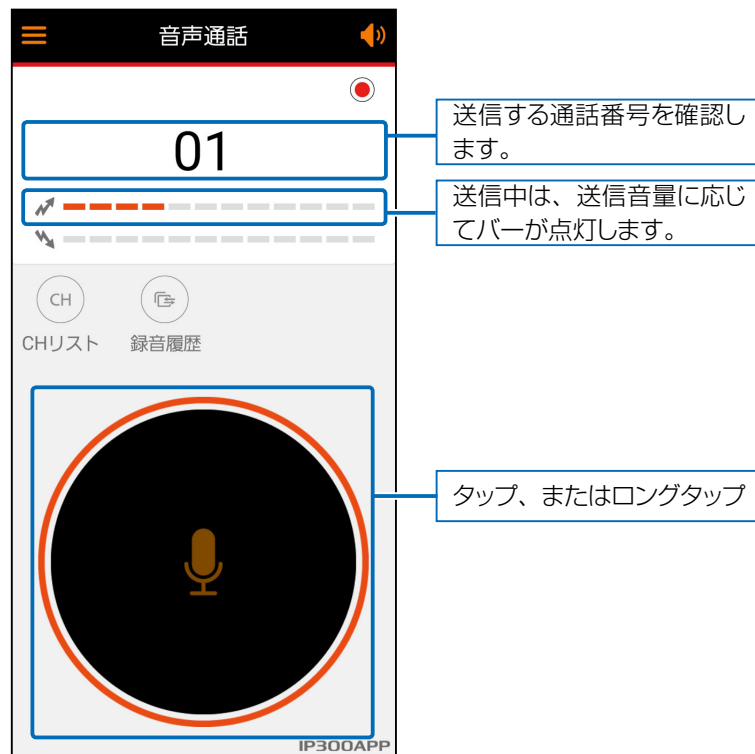 音声通話
01
送信する通話番号を確認し
ます。
送信中は、送信音量に応じ
てバーが点灯します。
CH
CHリスト 録音履歴
タップ、またはロングタップ
IP300APP